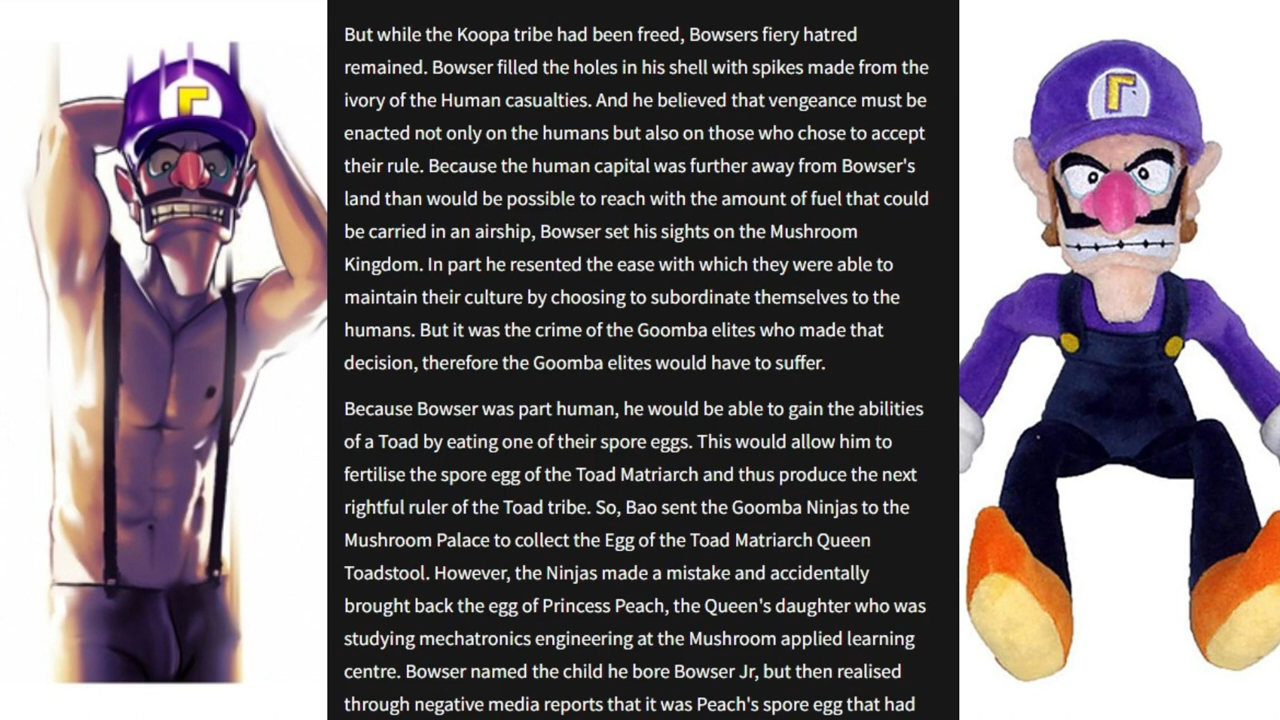 But while the Koopa tribe had been freed, Bowsers fiery hatred
remained. Bowser filled the holes in his shell with spikes made from the
ivory of the Human casualties. And he believed that vengeance must be
enacted not only on the humans but also on those who chose to accept
their rule. Because the human capital was further away from Bowser's
land than would be possible to reach with the amount of fuel that could
be carried in an airship, Bowser set his sights on the Mushroom
Kingdom. In part he resented the ease with which they were able to
maintain their culture by choosing to subordinate themselves to the
humans. But it was the crime of the Goomba elites who made that
decision, therefore the Goomba elites would have to suffer.
Because Bowser was part human, he would be able to gain the abilities
of a Toad by eating one of their spore eggs. This would allow him to
fertilise the spore egg of the Toad Matriarch and thus produce the next
rightful ruler of the Toad tribe. So, Bao sent the Goomba Ninjas to the
Mushroom Palace to collect the Egg of the Toad Matriarch Queen
Toadstool. However, the Ninjas made a mistake and accidentally
brought back the egg of Princess Peach, the Queen's daughter who was
studying mechatronics engineering at the Mushroom applied learning
centre. Bowser named the child he bore Bowser Jr, but then realised
through negative media reports that it was Peach's spore egg that had